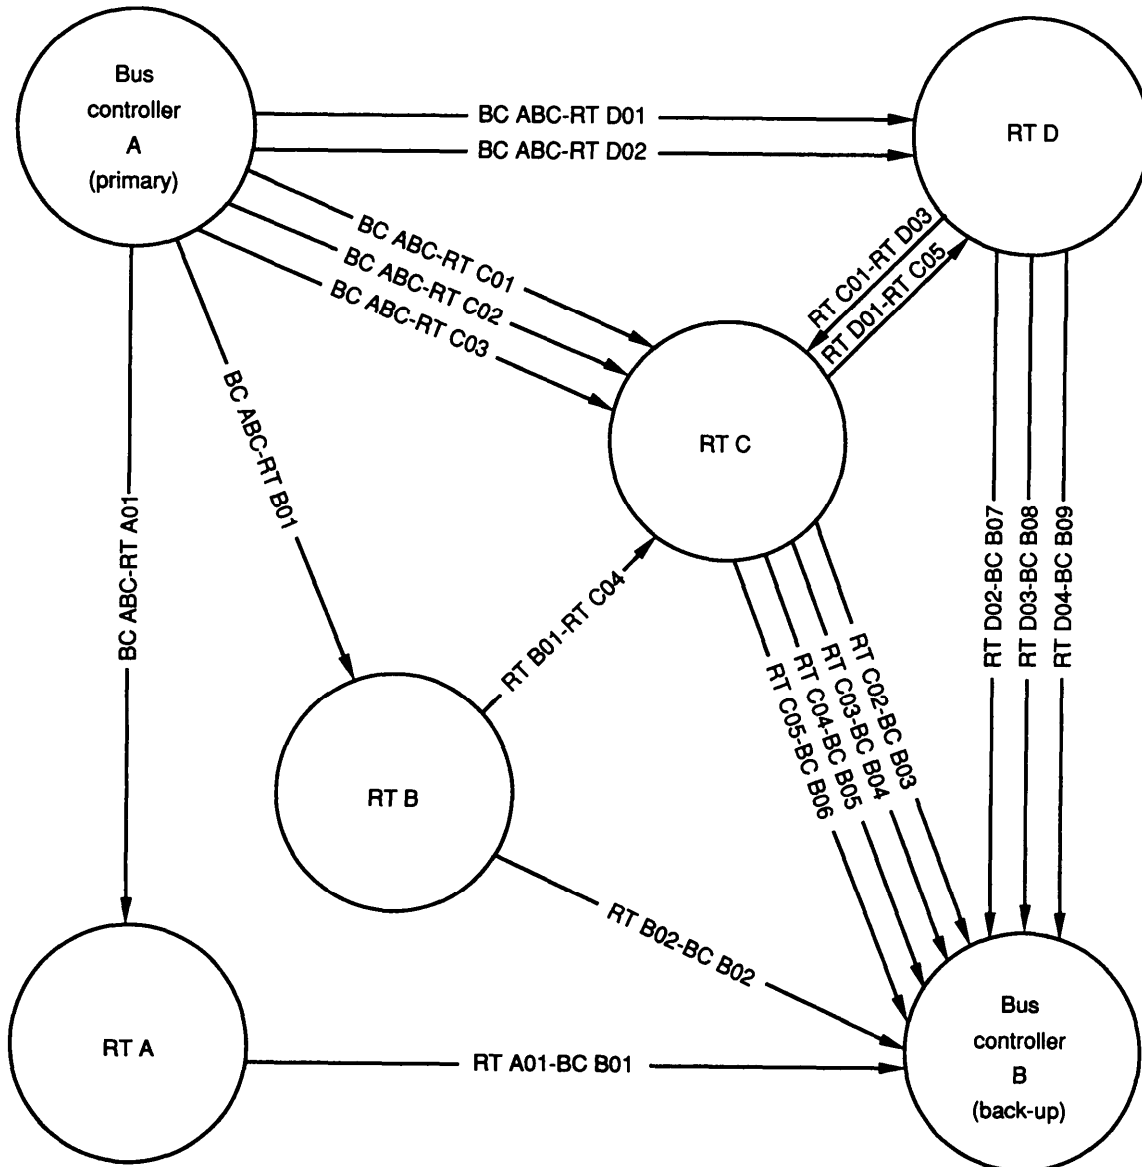 Bus
controller
A
(primary)
BC ABC-RT D01
BC ABC-RT D02
RT D
BC ABC-RT C01
BC ABC-RT C02
BC ABC-RT C03
RT C01-RT D03
RT D01-RT C05
BC ABC-RT A01
BC ABC-RT B01
RT C
RT B01-RT C04
RT C05-BC B06
RT C04-BC B05
RT C03-BC B04
RT C02-BC B03
RT D02-BC B07
RT D03-BC B08
RT D04-BC B09
RT B
RT B02-BC B02
RT A
RT A01-BC B01
Bus
controller
B
(back-up)